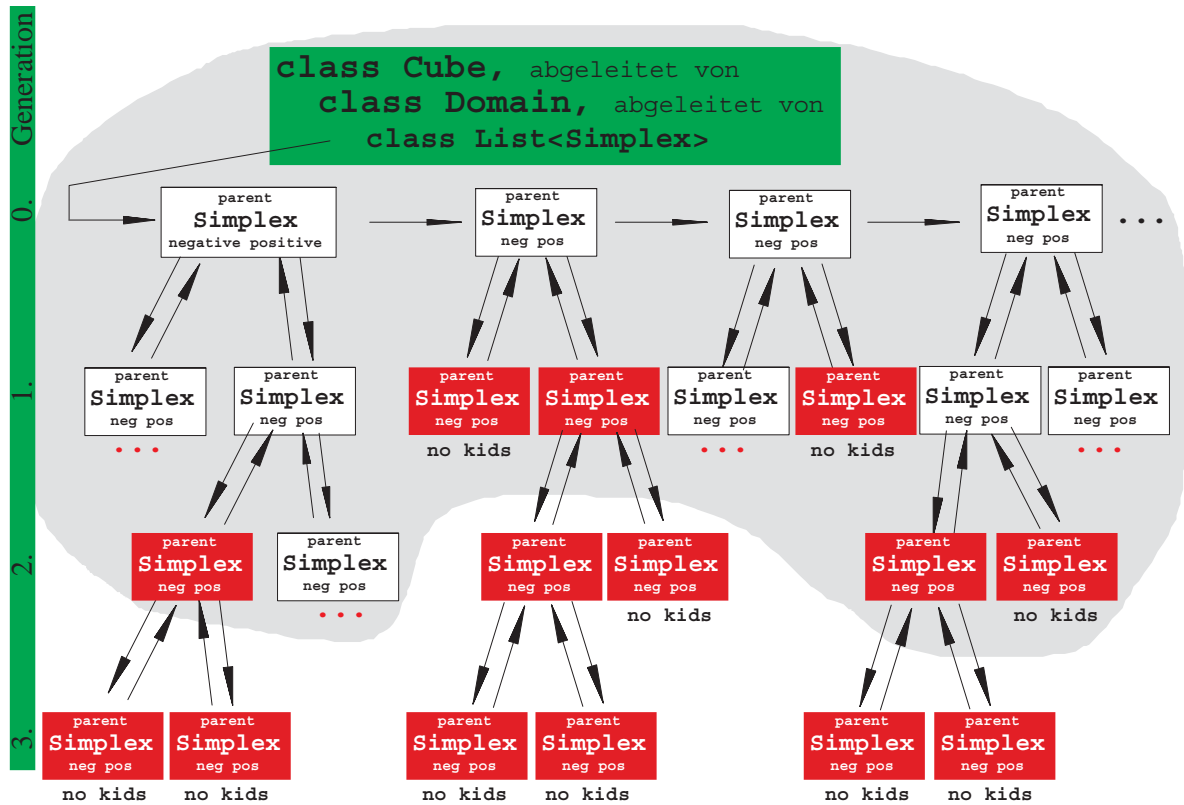 Generation
class Cube, abgeleitet von
class Domain, abgeleitet von
class List<Simplex>
0.
parent
Simplex
negative positive
parent
Simplex
neg pos
parent
Simplex
neg pos
parent
Simplex
neg pos
...
1.
parent
Simplex
neg pos
...
parent
Simplex
neg pos
parent
Simplex
neg pos
no kids
parent
Simplex
neg pos
parent
Simplex
neg pos
...
parent
Simplex
neg pos
no kids
parent
Simplex
neg pos
parent
Simplex
neg pos
...
2.
parent
Simplex
neg pos
parent
Simplex
neg pos
...
parent
Simplex
neg pos
parent
Simplex
neg pos
no kids
parent
Simplex
neg pos
parent
Simplex
neg pos
no kids
3.
parent
Simplex
neg pos
no kids
parent
Simplex
neg pos
no kids
parent
Simplex
neg pos
no kids
parent
Simplex
neg pos
no kids
parent
Simplex
neg pos
no kids
parent
Simplex
neg pos
no kids